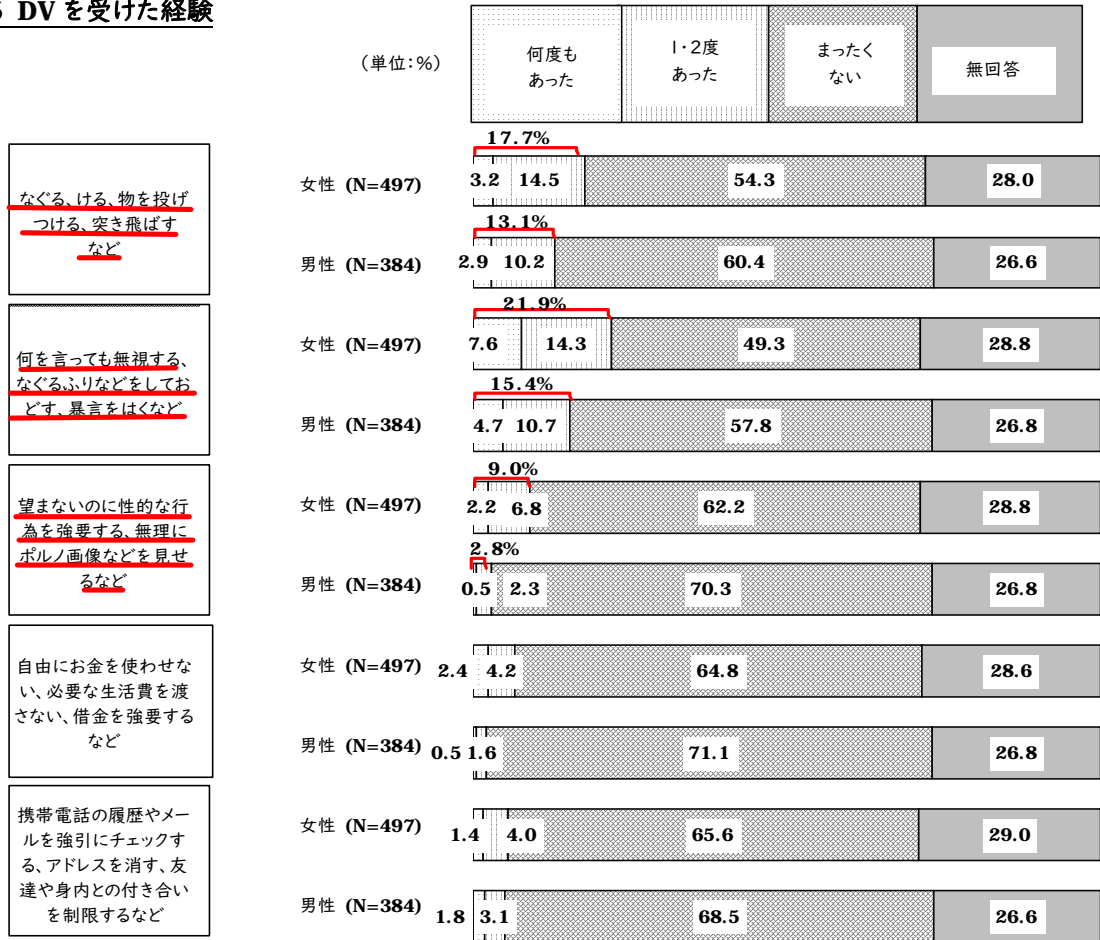 DV を受けた経験
(単位:%)
何度も
あった
1・2度
あった
まったく
ない
無回答
なぐる、ける、物を投げ
つける、突き飛ばす
など
17.7%
女性 (N=497) 3.2 14.5 54.3 28.0
13.1%
男性 (N=384) 2.9 10.2 60.4 26.6
何を言っても無視する、
なぐるふりなどをしてお
どす、暴言をはくなど
21.9%
女性 (N=497) 7.6 14.3 49.3 28.8
15.4%
男性 (N=384) 4.7 10.7 57.8 26.8
望まないのに性的な行
為を強要する、無理に
ポルノ画像などを見せ
るなど
9.0%
女性 (N=497) 2.2 6.8 62.2 28.8
2.8%
男性 (N=384) 0.5 2.3 70.3 26.8
自由にお金を使わせな
い、必要な生活費を渡
さない、借金を強要する
など
女性 (N=497) 2.4 4.2 64.8 28.6
男性 (N=384) 0.5 1.6 71.1 26.8
携帯電話の履歴やメー
ルを強引にチェックす
る、アドレスを消す、友
達や身内との付き合い
を制限するなど
女性 (N=497) 1.4 4.0 65.6 29.0
男性 (N=384) 1.8 3.1 68.5 26.6